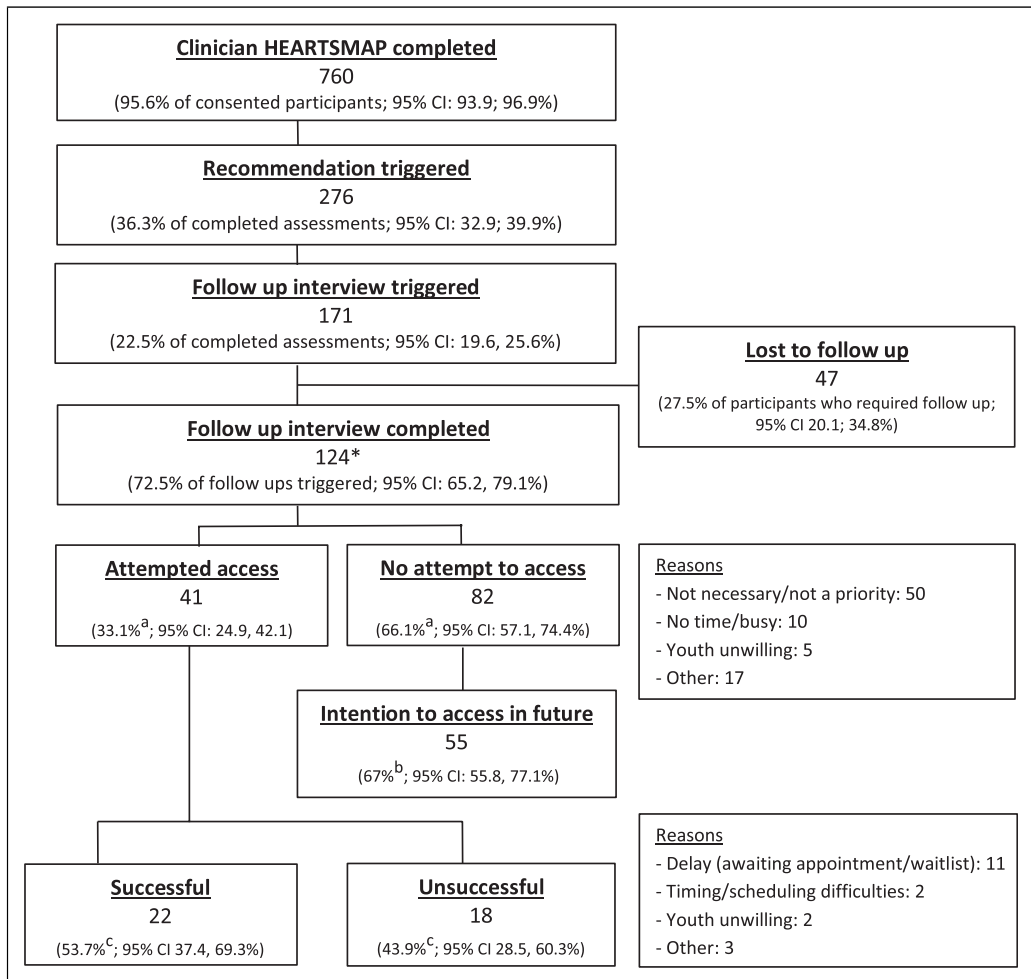 Clinician HEARTSMAP completed
760
(95.6% of consented participants; 95% CI: 93.9; 96.9%)
Recommendation triggered
276
(36.3% of completed assessments; 95% CI: 32.9; 39.9%)
Follow up interview triggered
171
(22.5% of completed assessments; 95% CI: 19.6, 25.6%)
Lost to follow up
47
(27.5% of participants who required follow up;
95% CI 20.1; 34.8%)
Follow up interview completed
124*
(72.5% of follow ups triggered; 95% CI: 65.2, 79.1%)
Attempted access
41
(33.1%a; 95% CI: 24.9, 42.1)
No attempt to access
82
(66.1%a; 95% CI: 57.1, 74.4%)
Reasons
- Not necessary/not a priority: 50
- No time/busy: 10
- Youth unwilling: 5
- Other: 17
Intention to access in future
55
(67%b; 95% CI: 55.8, 77.1%)
Successful
22
(53.7%c; 95% CI 37.4, 69.3%)
Unsuccessful
18
(43.9%c; 95% CI 28.5, 60.3%)
Reasons
- Delay (awaiting appointment/waitlist): 11
- Timing/scheduling difficulties: 2
- Youth unwilling: 2
- Other: 3